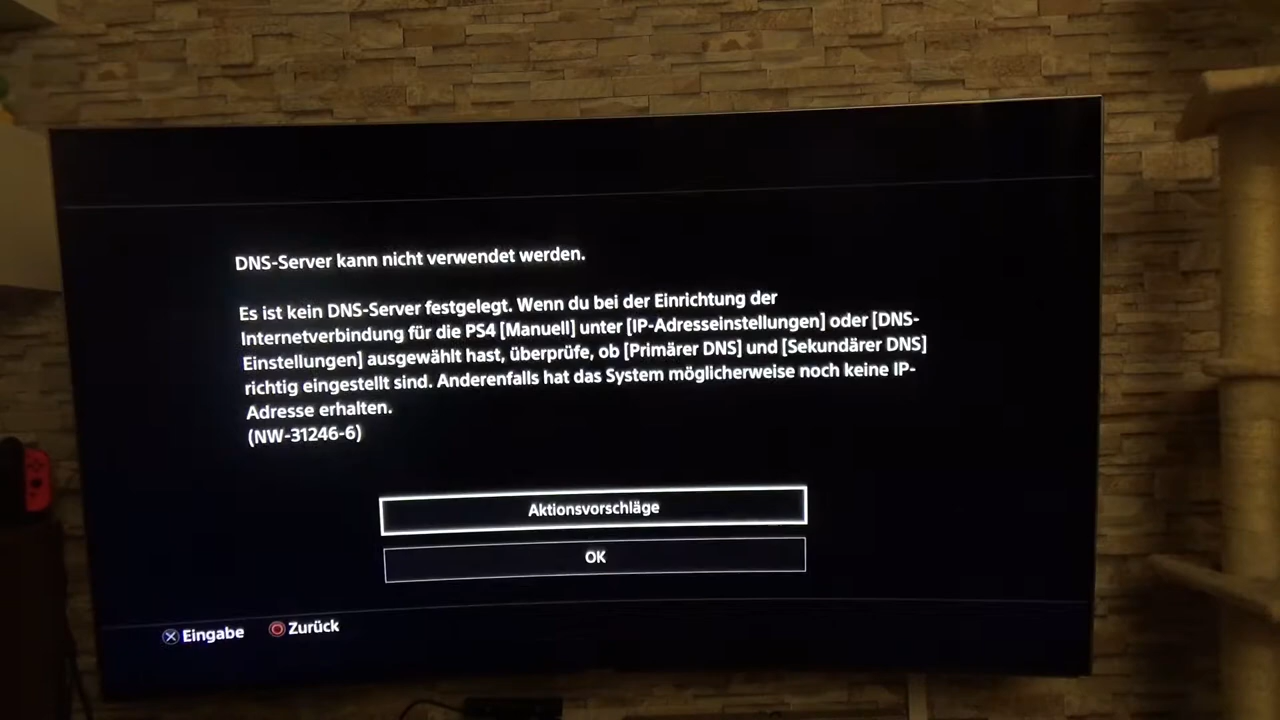 DNS-Server kann nicht verwendet werden.
Es ist kein DNS-Server festgelegt. Wenn du bei der Einrichtung der
Internetverbindung für die PS4 [Manuell] unter [IP-Adresseinstellungen] oder [DNS-
Einstellungen] ausgewählt hast, überprüfe, ob [Primärer DNS] und [Sekundärer DNS]
richtig eingestellt sind. Anderenfalls hat das System möglicherweise noch keine IP-
Adresse erhalten.
(NW-31246-6)
Aktionsvorschläge
OK
Eingabe Zurück